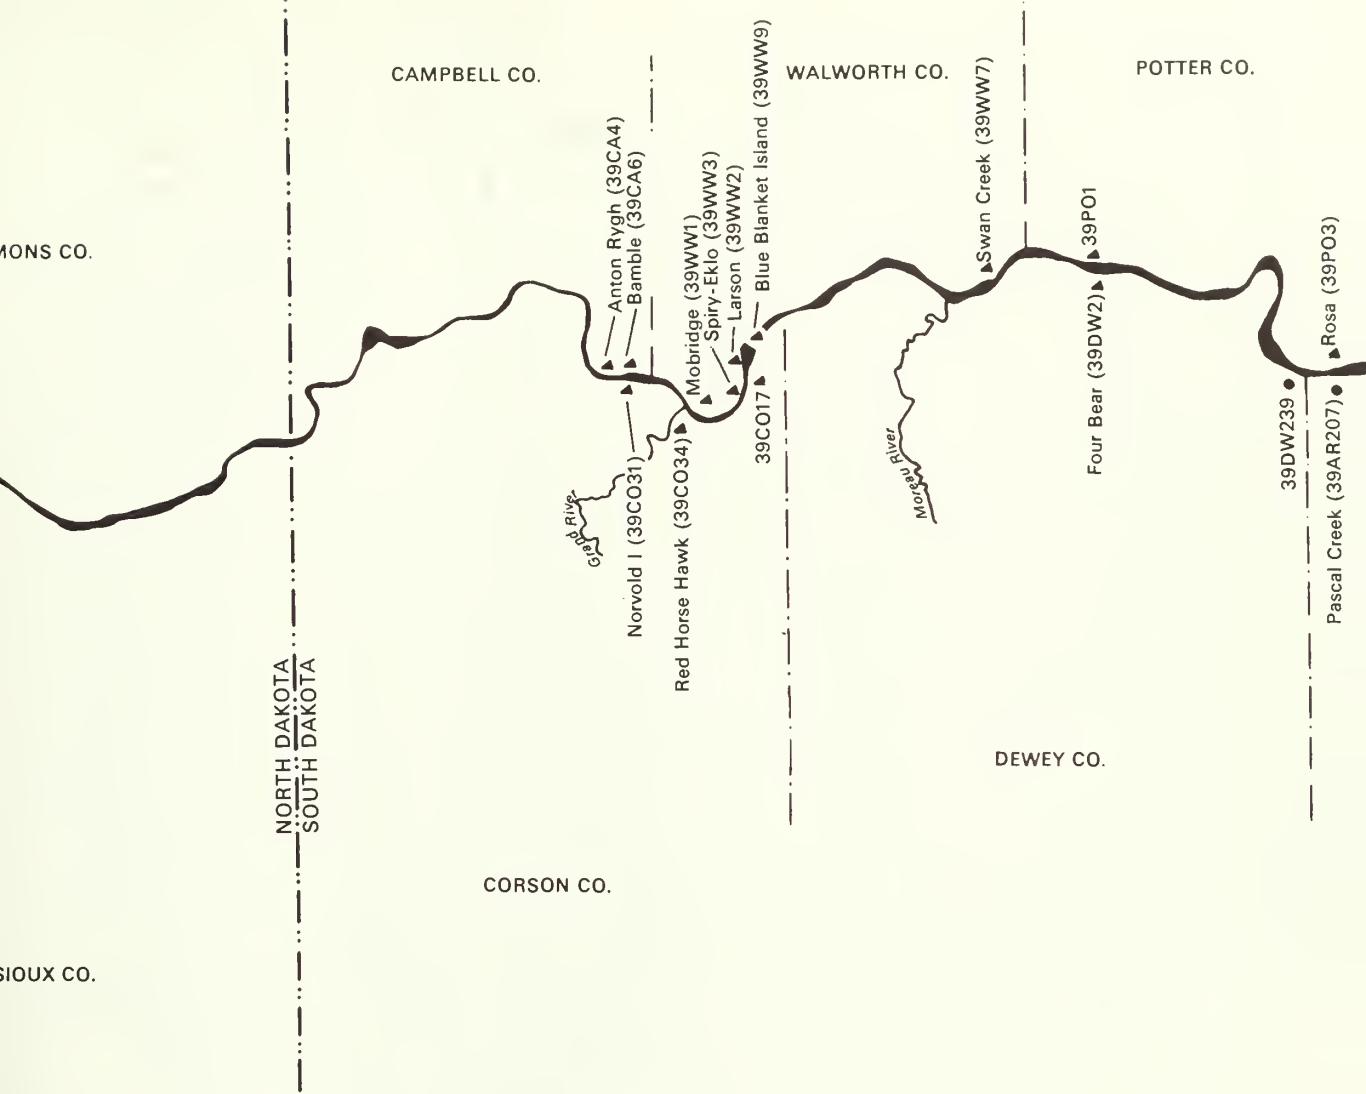 CAMPBELL CO.
WALWORTH CO.
POTTER CO.
MONS CO.
Anton Rygh (39CA4)
Bamble (39CA6)
Mobridge (39WW1)
Spiry-Eklo (39WW3)
Larson (39WW2)
Blue Blanket Island (39WW9)
Swan Creek (39WW7)
39PO1
Rosa (39PO3)
Grand River
Norvold I (39CO31)
Red Horse Hawk (39CO34)
39CO17
Moreau River
Four Bear (39DW2)
39DW239
Pascal Creek (39AR207)
NORTH DAKOTA
SOUTH DAKOTA
DEWEY CO.
CORSON CO.
SIOUX CO.